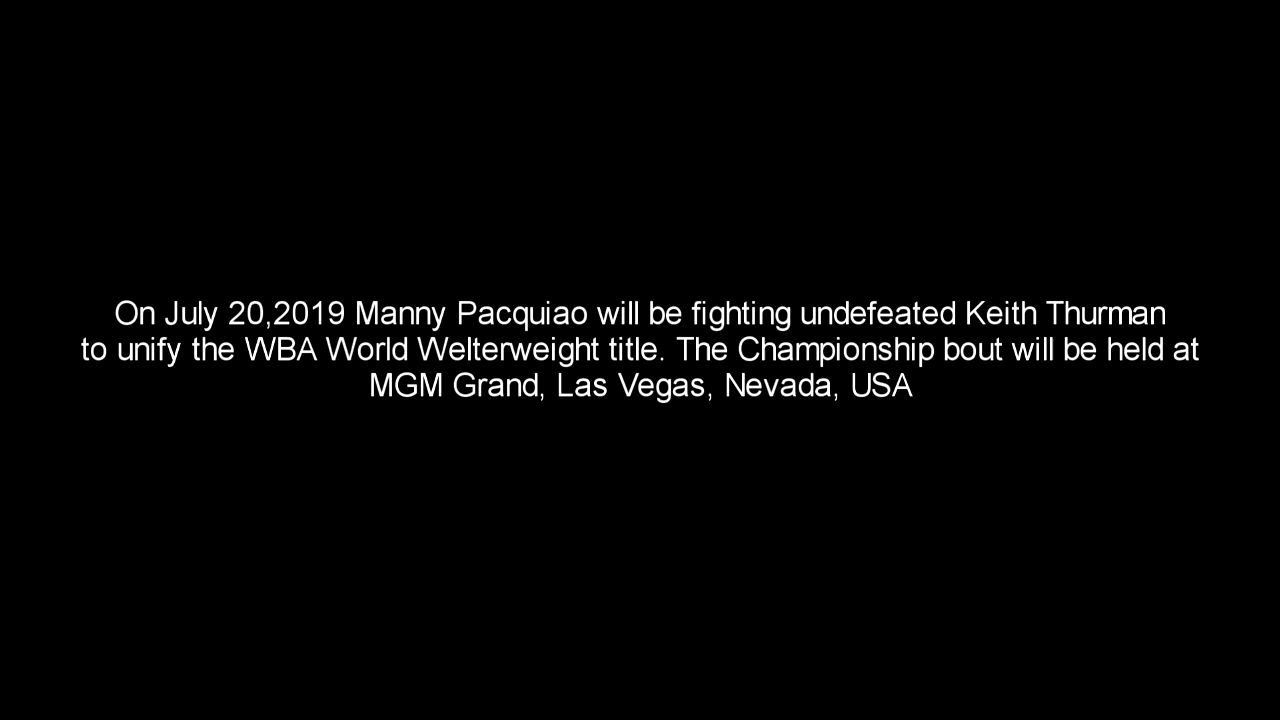 On July 20,2019 Manny Pacquiao will be fighting undefeated Keith Thurman
to unify the WBA World Welterweight title. The Championship bout will be held at
MGM Grand, Las Vegas, Nevada, USA